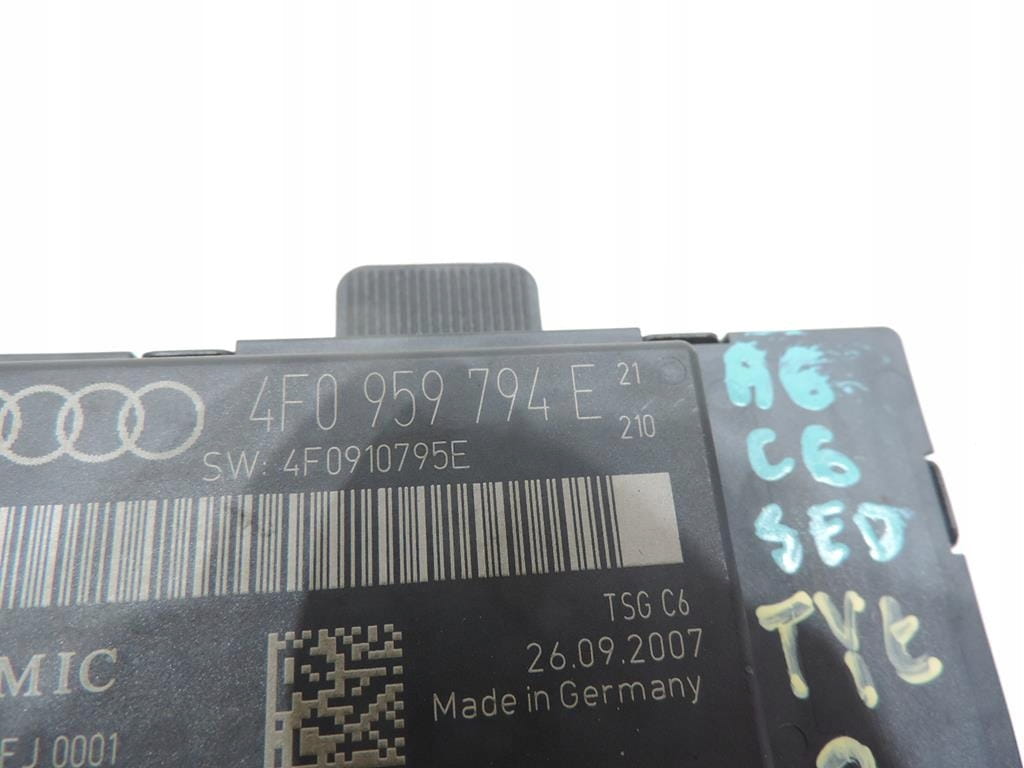 4F0 959 794 E 21
210
SW: 4F0910795E
TSG C6
26.09.2007
Made in Germany
MIC
FJ 0001
A6
C6
SED
TYŁ